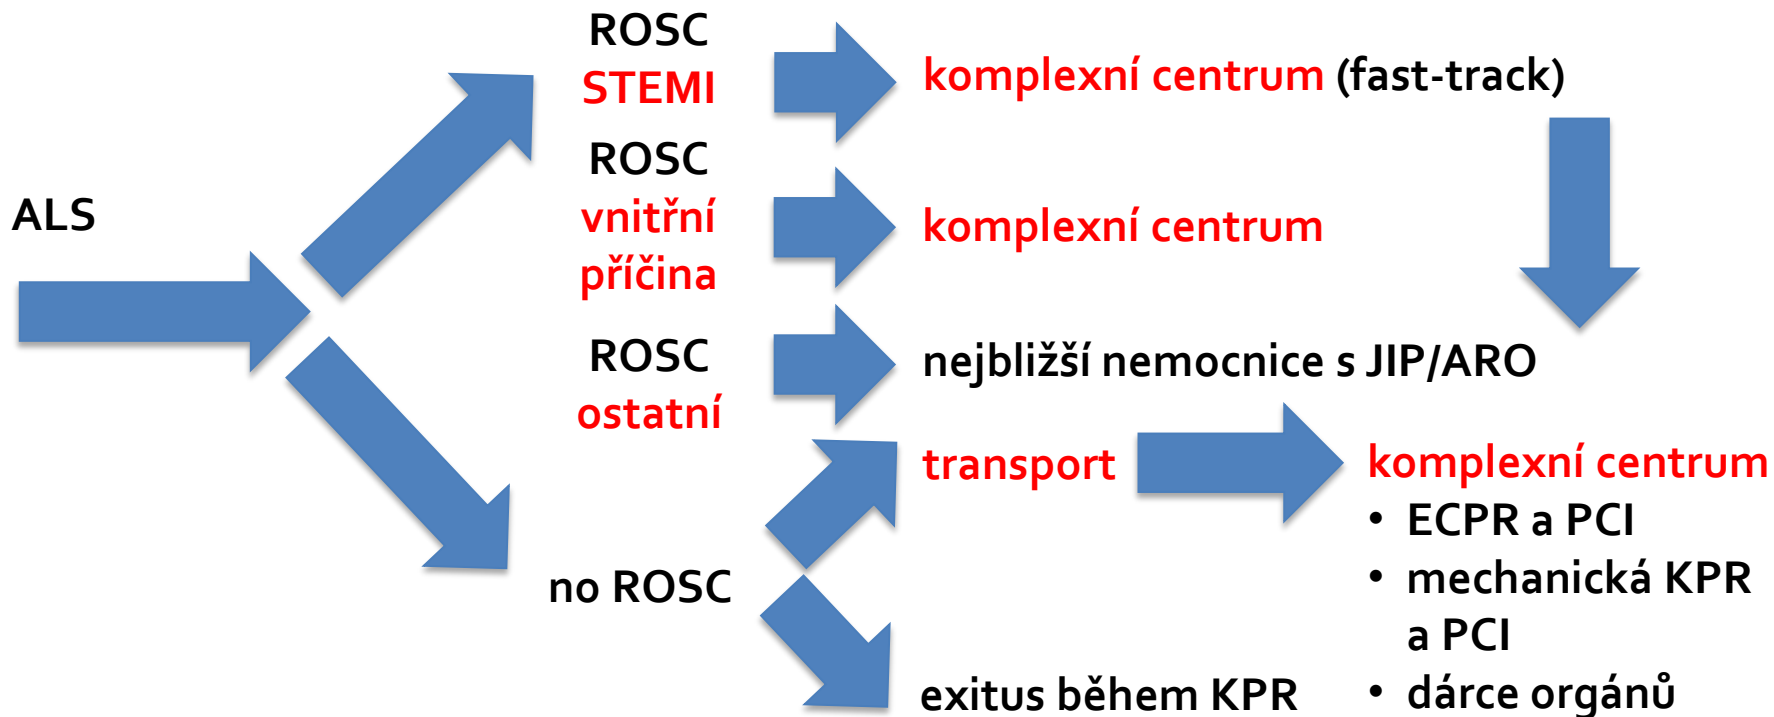 ALS
ROSC
STEMI
ROSC
vnitřní
příčina
ROSC
ostatní
no ROSC
komplexní centrum (fast-track)
komplexní centrum
nejbližší nemocnice s JIP/ARO
transport
exitus během KPR
komplexní centrum
• ECPR a PCI
• mechanická KPR
a PCI
• dárce orgánů